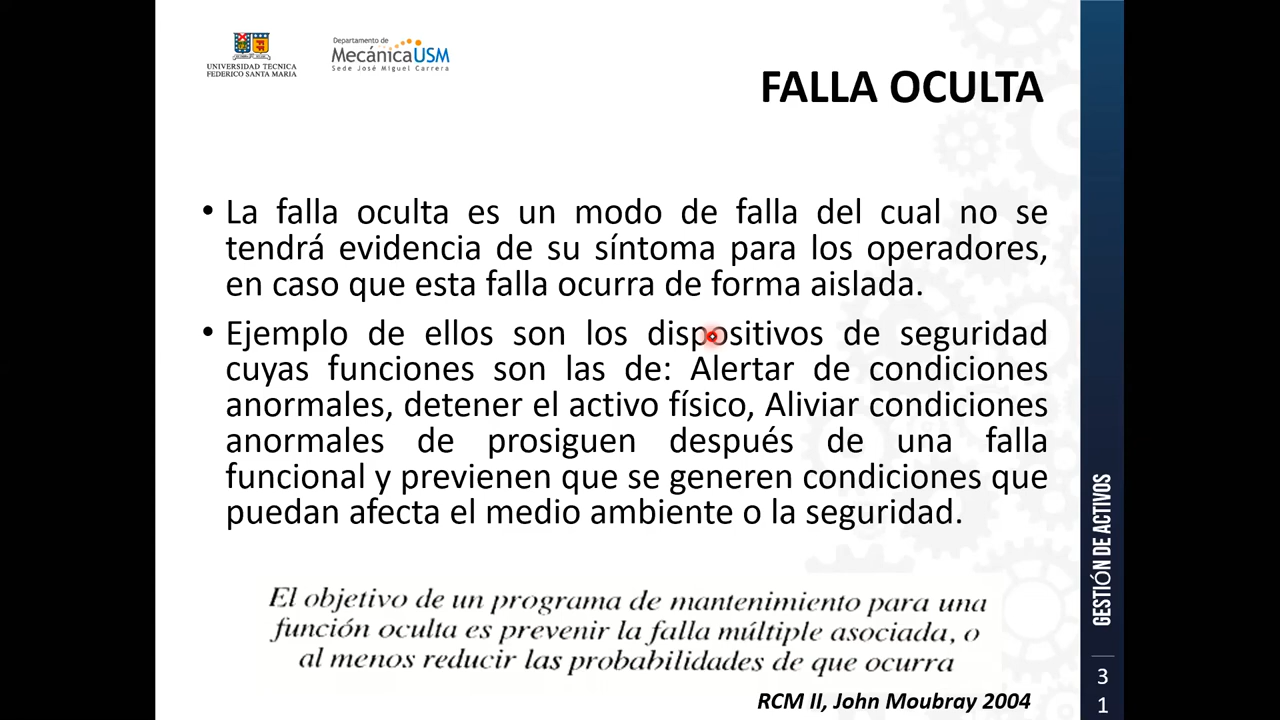 UNIVERSIDAD TECNICA
FEDERICO SANTA MARIA
Departamento de
MecánicaUSM
Sede José Miguel Carrera
FALLA OCULTA
• La falla oculta es un modo de falla del cual no se
tendrá evidencia de su síntoma para los operadores,
en caso que esta falla ocurra de forma aislada.
• Ejemplo de ellos son los dispositivos de seguridad
cuyas funciones son las de: Alertar de condiciones
anormales, detener el activo físico, Aliviar condiciones
anormales de prosiguen después de una falla
funcional y previenen que se generen condiciones que
puedan afecta el medio ambiente o la seguridad.
El objetivo de un programa de mantenimiento para una
función oculta es prevenir la falla múltiple asociada, o
al menos reducir las probabilidades de que ocurra
RCM II, John Moubray 2004
GESTIÓN DE ACTIVOS
3
1